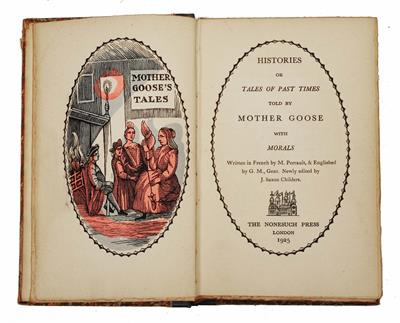 MOTHER
GOOSE'S
TALES
HISTORIES
OR
TALES OF PAST TIMES
TOLD BY
MOTHER GOOSE
WITH
MORALS
Written in French by M. Perrault, & Englished
by G. M., Gent. Newly edited by
J. Saxon Childers.
THE NONESUCH PRESS
LONDON
1925